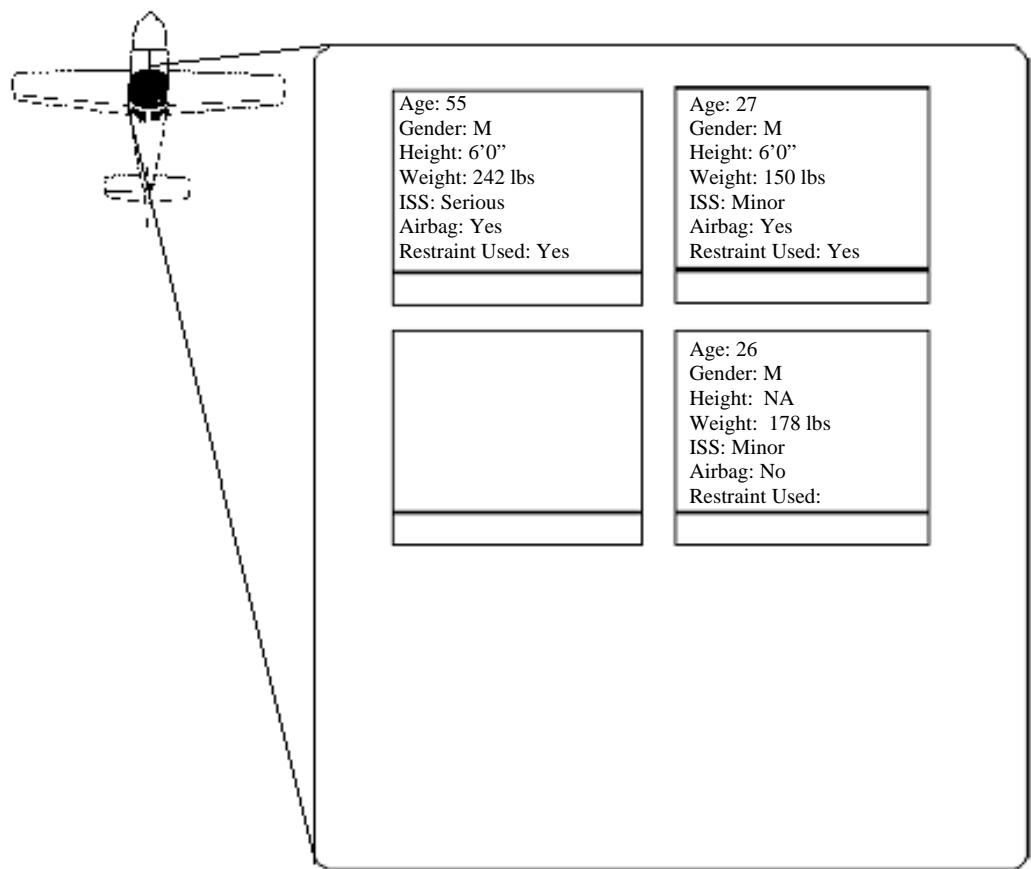 Age: 55
Gender: M
Height: 6’0”
Weight: 242 lbs
ISS: Serious
Airbag: Yes
Restraint Used: Yes
Age: 27
Gender: M
Height: 6’0”
Weight: 150 lbs
ISS: Minor
Airbag: Yes
Restraint Used: Yes
Age: 26
Gender: M
Height:  NA
Weight:  178 lbs
ISS: Minor
Airbag: No
Restraint Used: